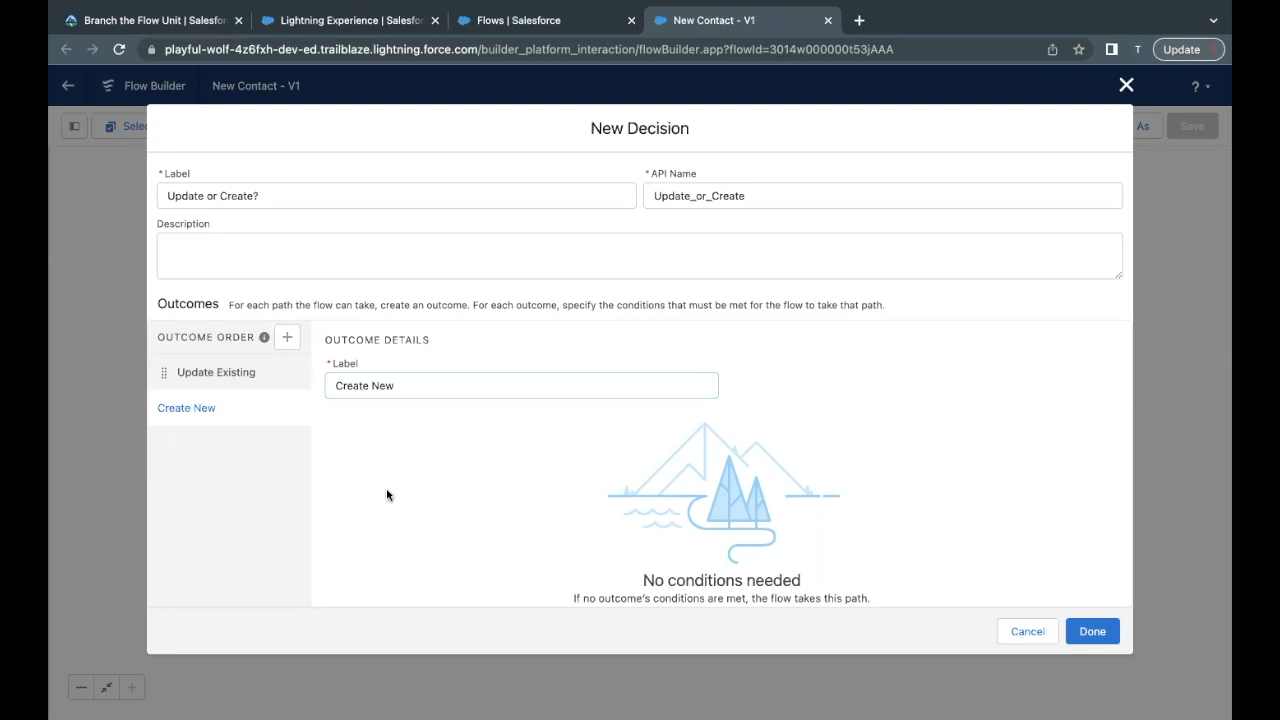 Branch the Flow Unit | Salesfor
Lightning Experience | Salesfor
Flows | Salesforce
New Contact - V1
playful-wolf-4z6fxh-dev-ed.trailblaze.lightning.force.com/builder_platform_interaction/flowBuilder.app?flowId=3014w000000t53jAAA
T
Update
Flow Builder
New Contact - V1
?
Selec
As
Save
New Decision
* Label
* API Name
Update or Create?
Update_or_Create
Description
Outcomes
For each path the flow can take, create an outcome. For each outcome, specify the conditions that must be met for the flow to take that path.
OUTCOME ORDER
OUTCOME DETAILS
* Label
Update Existing
Create New
Create New
No conditions needed
If no outcome's conditions are met, the flow takes this path.
Cancel
Done